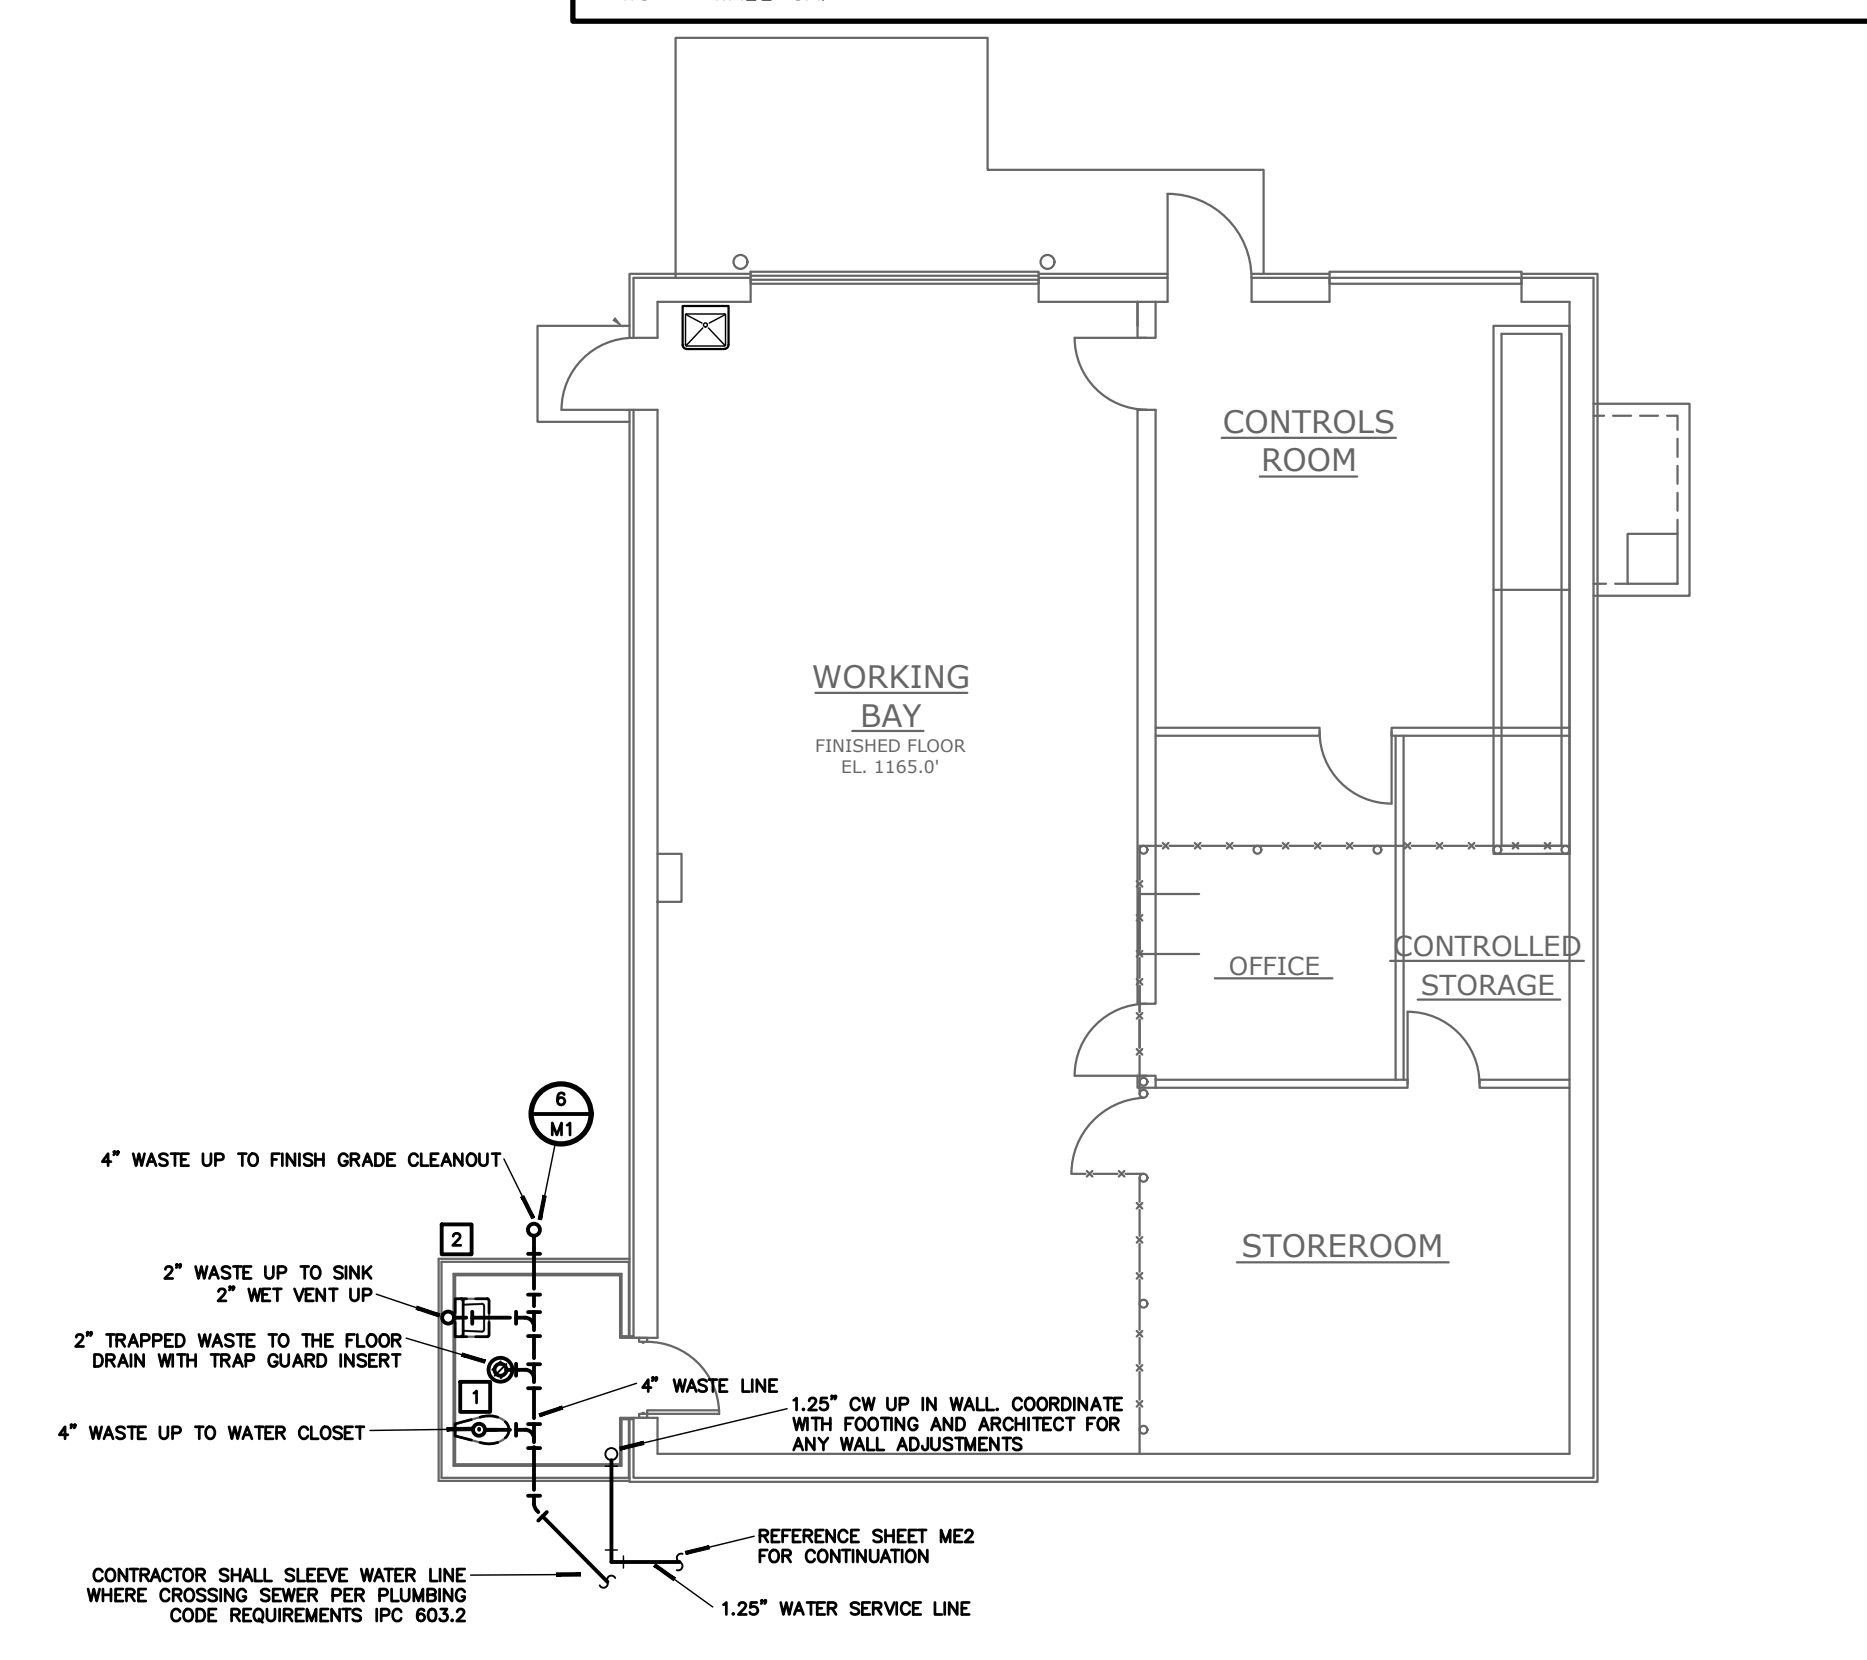 CONTROLS
ROOM
WORKING
BAY
FINISHED FLOOR
EL. 1165.0'
OFFICE
CONTROLLED
STORAGE
STOREROOM
6
M1
4" WASTE UP TO FINISH GRADE CLEANOUT
2
2" WASTE UP TO SINK
2" WET VENT UP
2" TRAPPED WASTE TO THE FLOOR
DRAIN WITH TRAP GUARD INSERT
1
4" WASTE UP TO WATER CLOSET
4" WASTE LINE
1.25" CW UP IN WALL. COORDINATE
WITH FOOTING AND ARCHITECT FOR
ANY WALL ADJUSTMENTS
REFERENCE SHEET ME2
FOR CONTINUATION
CONTRACTOR SHALL SLEEVE WATER LINE
WHERE CROSSING SEWER PER PLUMBING
CODE REQUIREMENTS IPC 603.2
1.25" WATER SERVICE LINE